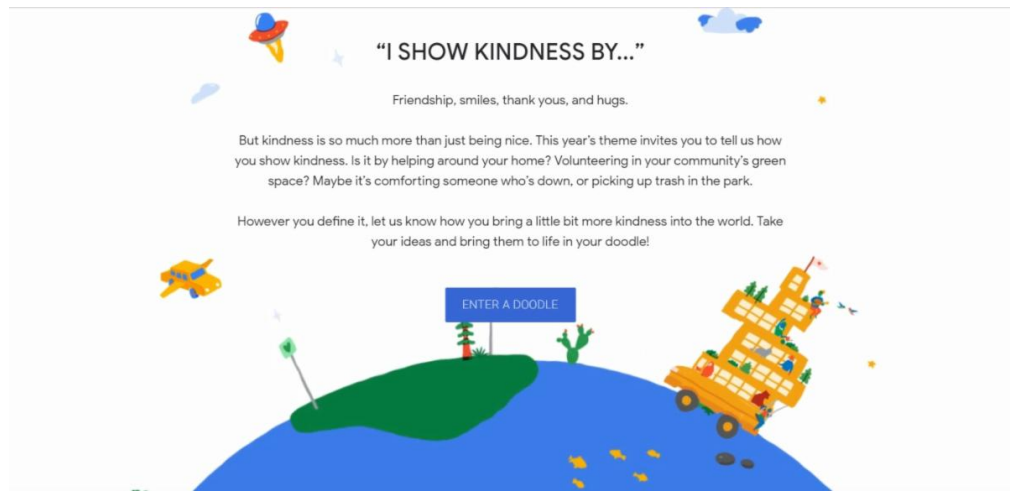 “I SHOW KINDNESS BY...”
Friendship, smiles, thank yous, and hugs.
But kindness is so much more than just being nice. This year’s theme invites you to tell us how
you show kindness. Is it by helping around your home? Volunteering in your community’s green
space? Maybe it’s comforting someone who’s down, or picking up trash in the park.
However you define it, let us know how you bring a little bit more kindness into the world. Take
your ideas and bring them to life in your doodle!
ENTER A DOODLE